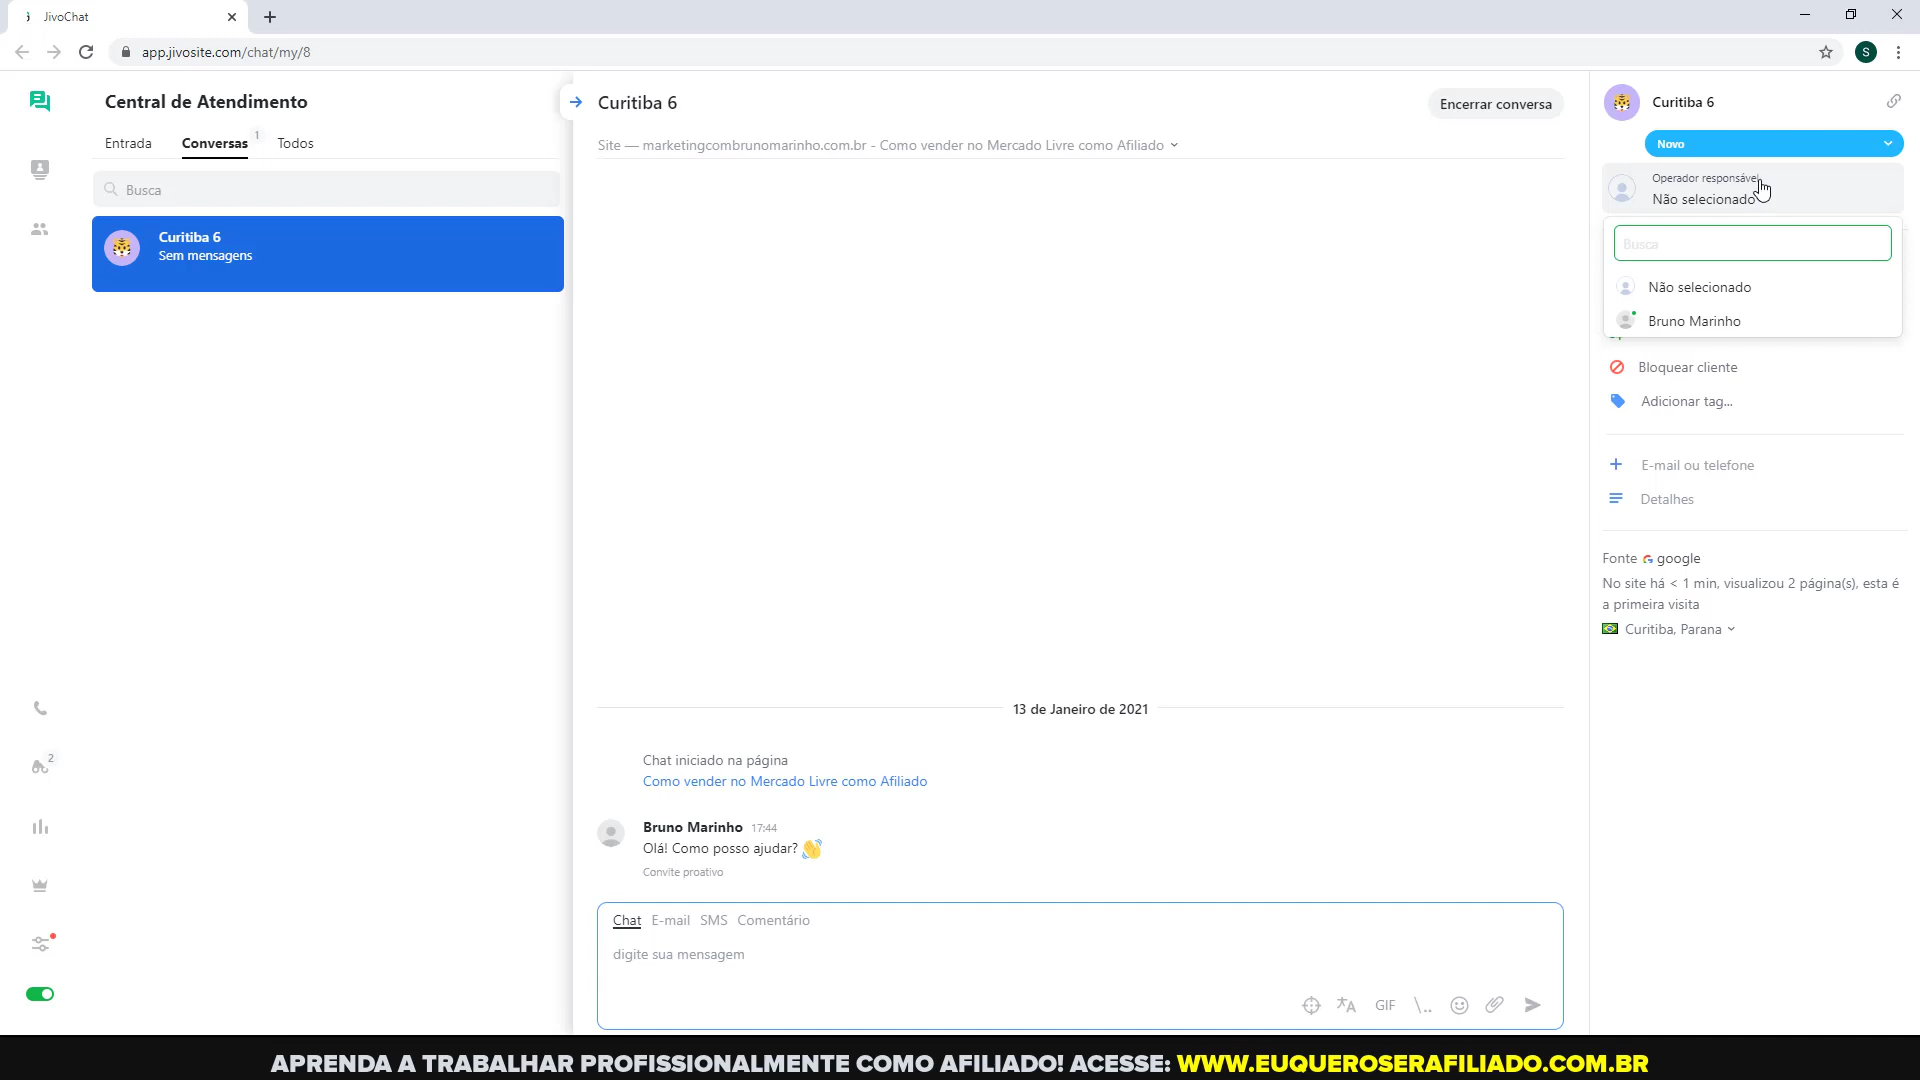 JivoChat
app.jivosite.com/chat/my/8
S
Central de Atendimento
Entrada
Conversas
1
Todos
Busca
Curitiba 6
Sem mensagens
2
Curitiba 6
Encerrar conversa
Site — marketingcombrunomarinho.com.br - Como vender no Mercado Livre como Afiliado
13 de Janeiro de 2021
Chat iniciado na página
Como vender no Mercado Livre como Afiliado
Bruno Marinho 17:44
Olá! Como posso ajudar?
Convite proativo
Chat E-mail SMS Comentário
digite sua mensagem
GIF
Curitiba 6
Novo
Operador responsável
Não selecionado
Busca
Não selecionado
Bruno Marinho
Bloquear cliente
Adicionar tag...
E-mail ou telefone
Detalhes
Fonte google
No site há < 1 min, visualizou 2 página(s), esta é
a primeira visita
Curitiba, Parana
APRENDA A TRABALHAR PROFISSIONALMENTE COMO AFILIADO! ACESSE: WWW.EUQUEROSERAFILIADO.COM.BR